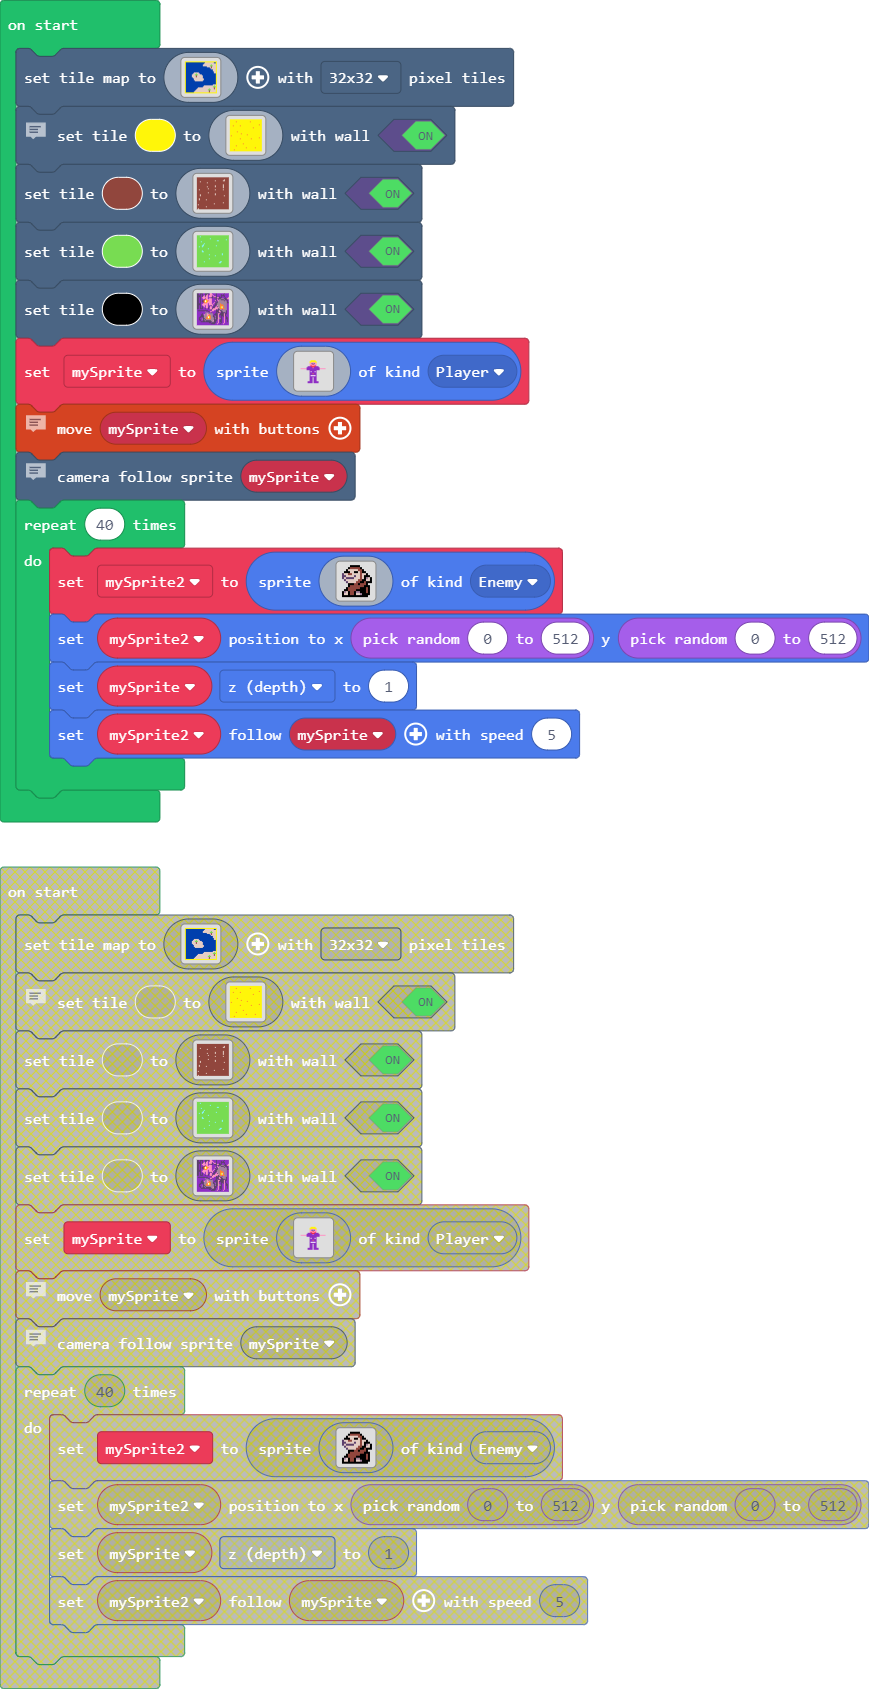 on start
set tile map to with 32x32 pixel tiles
set tile to with wall ON
set tile to with wall ON
set tile to with wall ON
set tile to with wall ON
set mySprite to sprite of kind Player
move mySprite with buttons
camera follow sprite mySprite
repeat 40 times
do
set mySprite2 to sprite of kind Enemy
set mySprite2 position to x pick random 0 to 512 y pick random 0 to 512
set mySprite z (depth) to 1
set mySprite2 follow mySprite with speed 5
on start
set tile map to with 32x32 pixel tiles
set tile to with wall ON
set tile to with wall ON
set tile to with wall ON
set tile to with wall ON
set mySprite to sprite of kind Player
move mySprite with buttons
camera follow sprite mySprite
repeat 40 times
do
set mySprite2 to sprite of kind Enemy
set mySprite2 position to x pick random 0 to 512 y pick random 0 to 512
set mySprite z (depth) to 1
set mySprite2 follow mySprite with speed 5